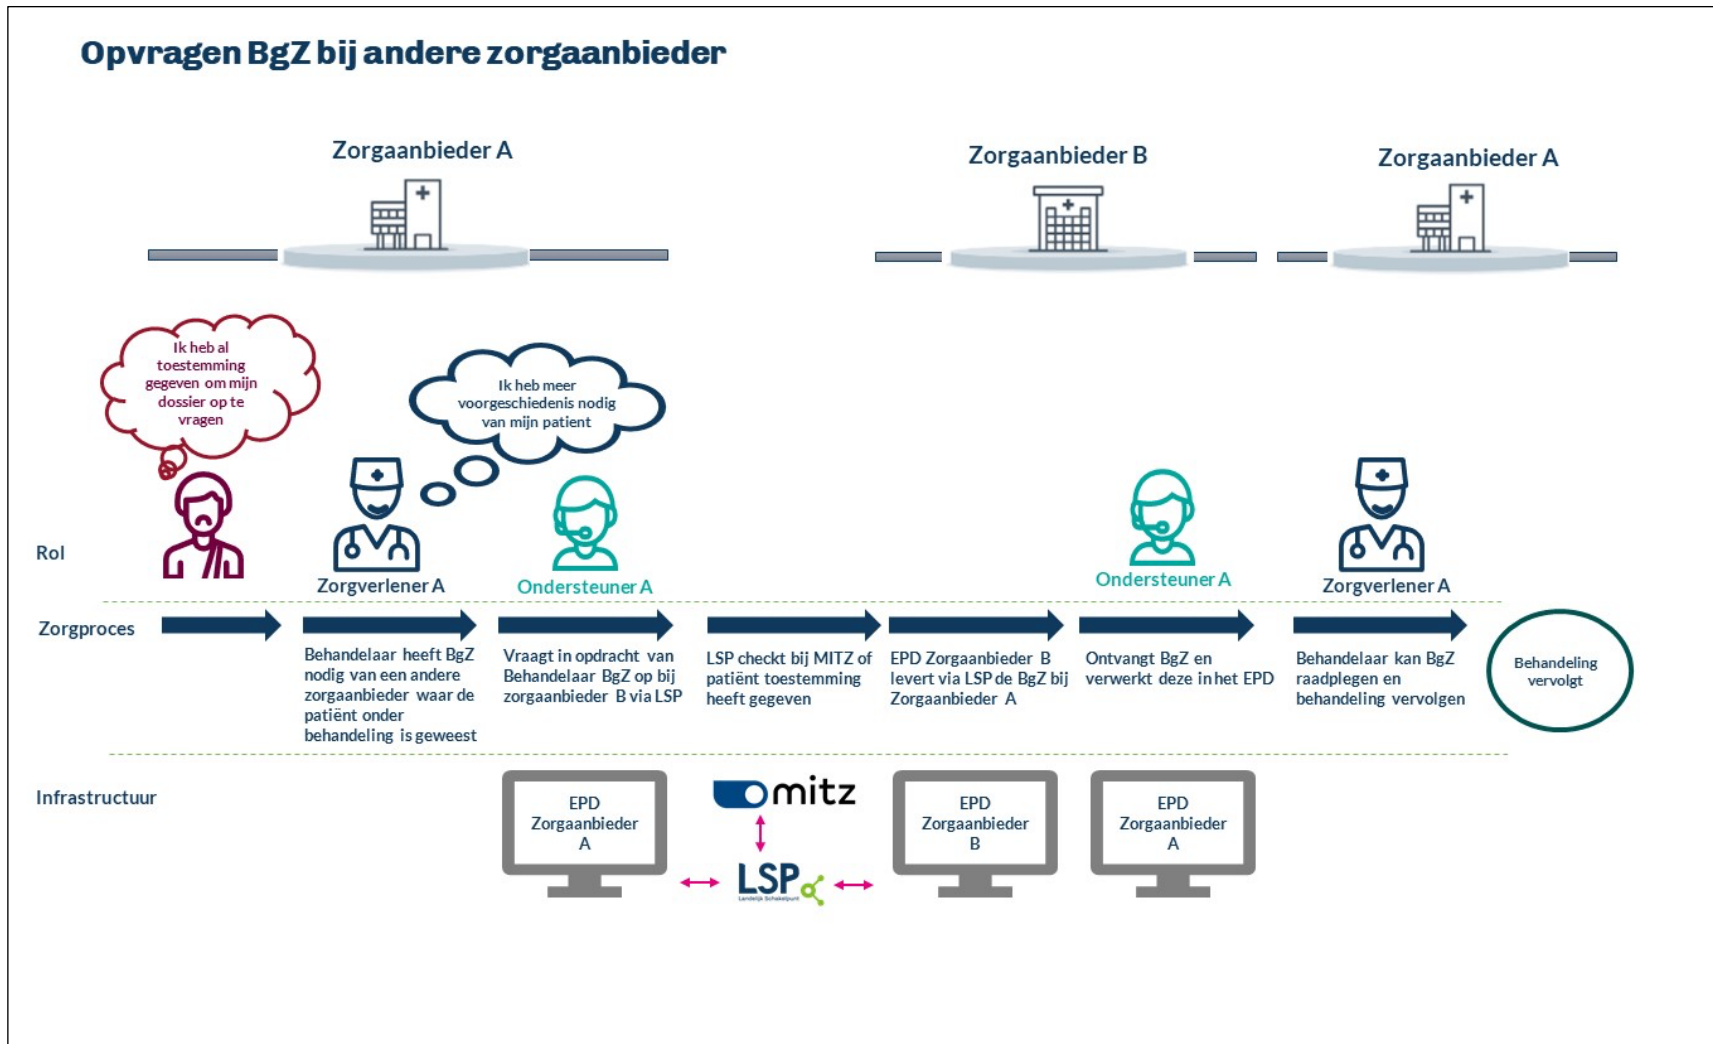 Opvragen BgZ bij andere zorgaanbieder
Zorgaanbieder A
Zorgaanbieder B
Zorgaanbieder A
Ik heb al
toestemming
gegeven om mijn
dossier op te
vragen
Ik heb meer
voorgeschiedenis nodig
van mijn patient
Rol
Zorgverlener A
Ondersteuner A
Ondersteuner A
Zorgverlener A
Zorgproces
Behandelaar heeft BgZ
nodig van een andere
zorgaanbieder waar de
patiënt onder
behandeling is geweest
Vraagt in opdracht van
Behandelaar BgZ op bij
zorgaanbieder B via LSP
LSP checkt bij MITZ of
patiënt toestemming
heeft gegeven
EPD Zorgaanbieder B
levert via LSP de BgZ bij
Zorgaanbieder A
Ontvangt BgZ en
verwerkt deze in het EPD
Behandelaar kan BgZ
raadplegen en
behandeling vervolgen
Behandeling
vervolgt
Infrastructuur
EPD
Zorgaanbieder
A
mitz
LSP
Landelijk Schakelpunt
EPD
Zorgaanbieder
B
EPD
Zorgaanbieder
A